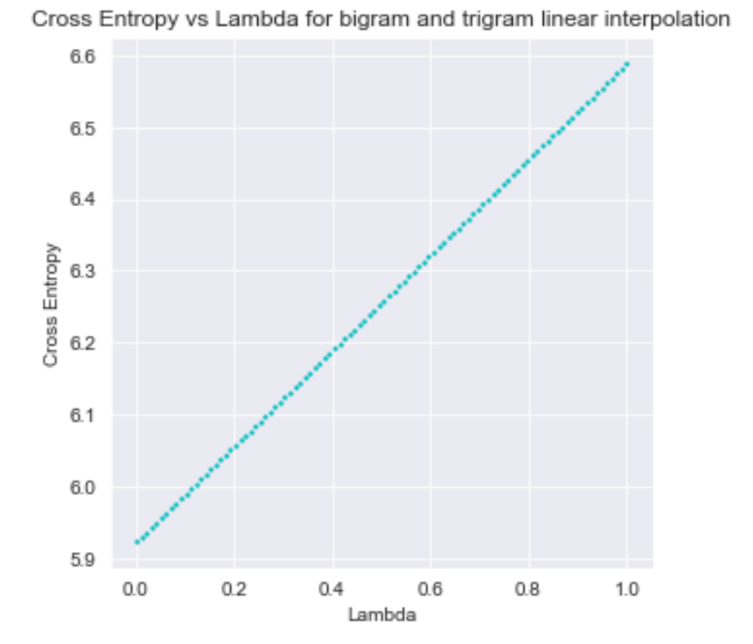 Cross Entropy vs Lambda for bigram and trigram linear interpolation
6.6
6.5
6.4
6.3
6.2
6.1
6.0
5.9
Cross Entropy
0.0 0.2 0.4 0.6 0.8 1.0
Lambda